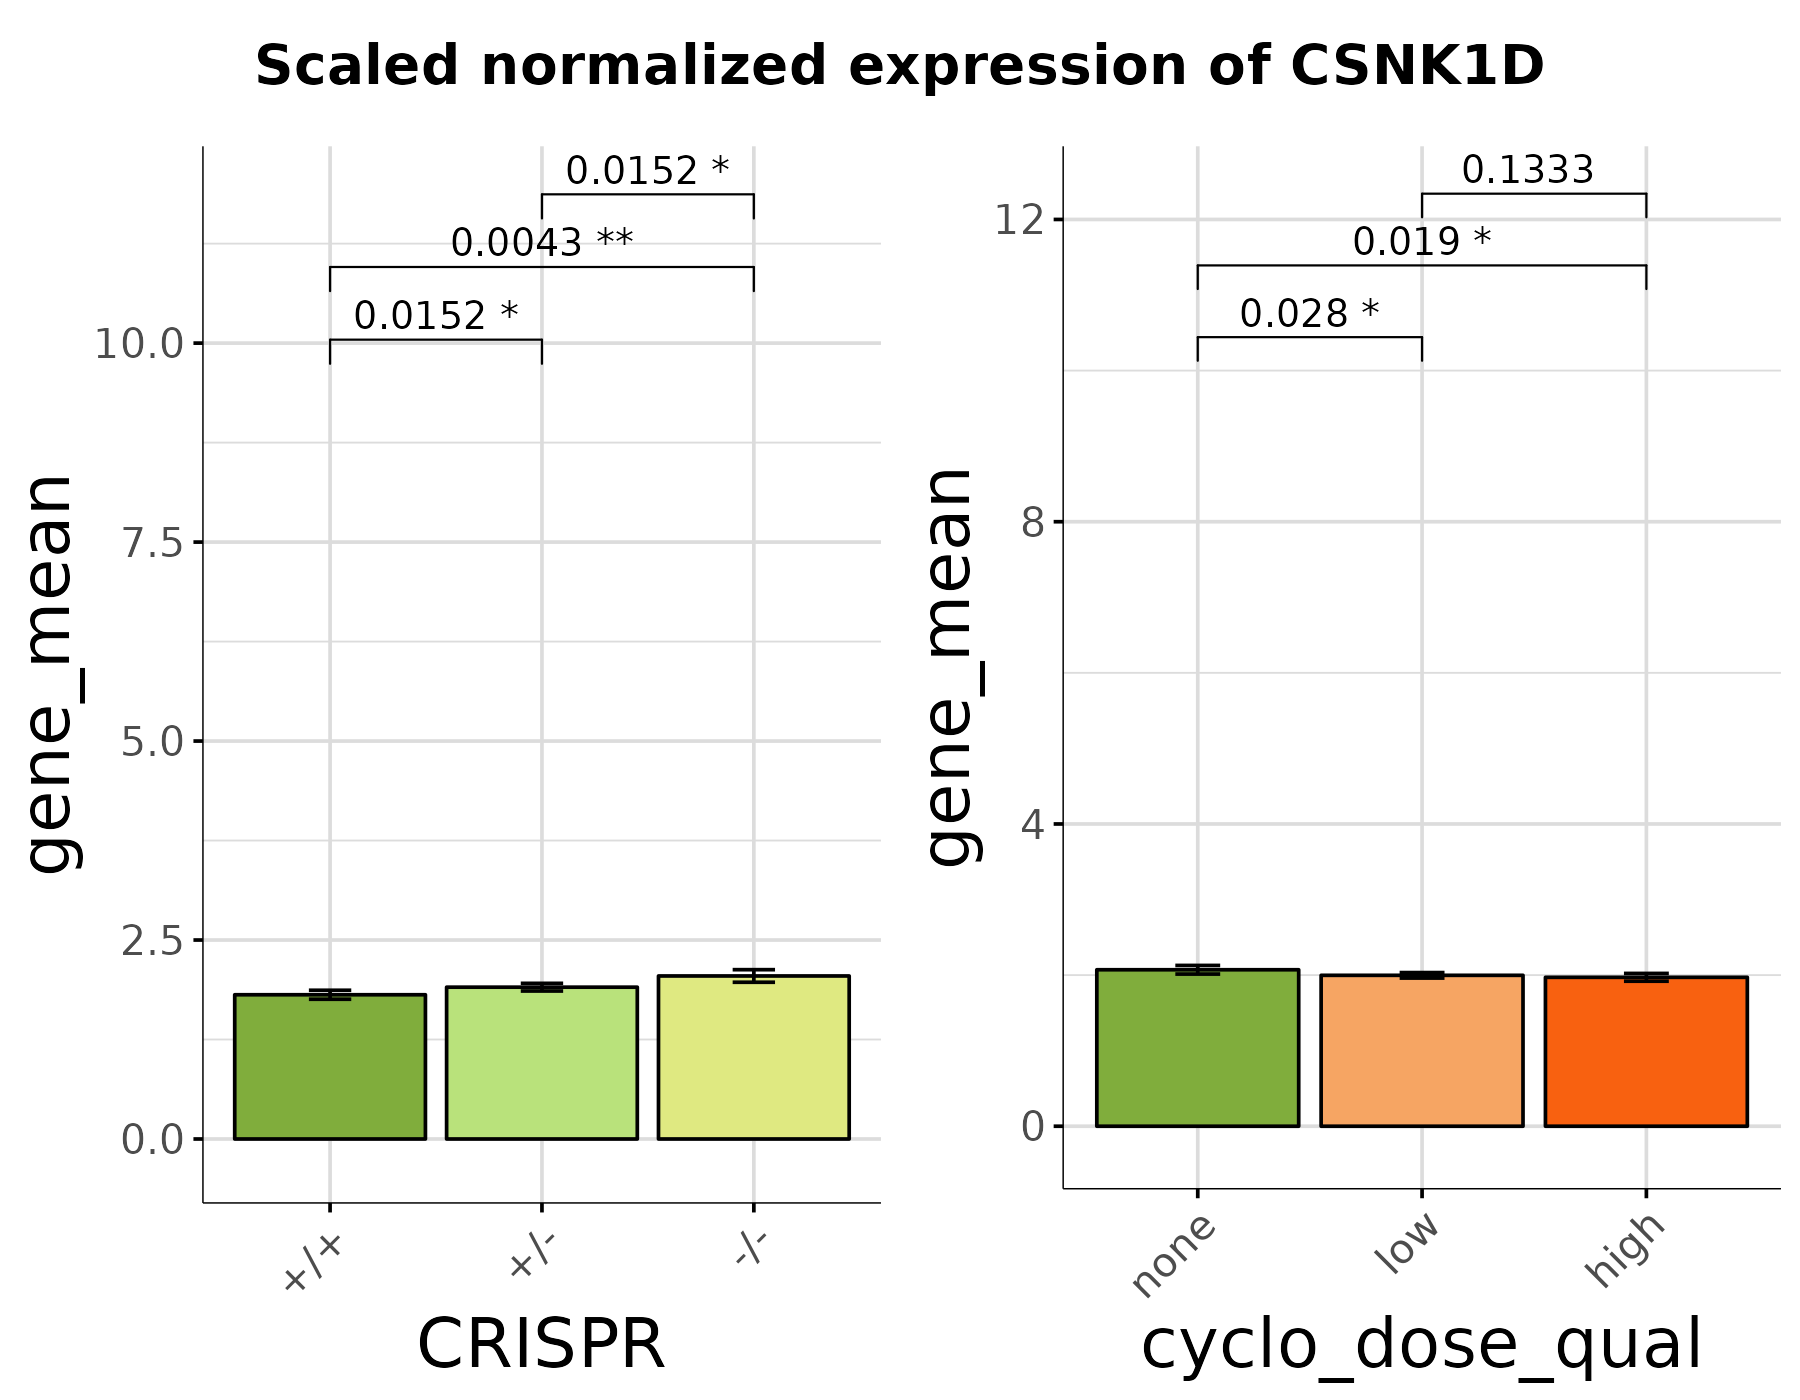 Scaled normalized expression of CSNK1D
gene_mean
10.0
7.5
5.0
2.5
0.0
0.0152 *
0.0043 **
0.0152 *
+/+
+/-
-/-
CRISPR
gene_mean
12
8
4
0
0.1333
0.019 *
0.028 *
none
low
high
cyclo_dose_qual